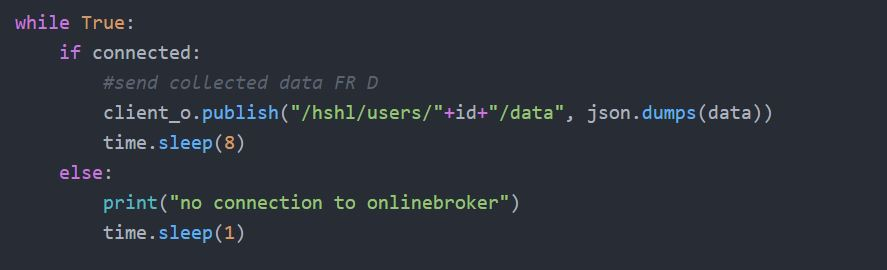 while True:
    if connected:
        #send collected data FR D
        client_o.publish("/hshl/users/"+id+"/data", json.dumps(data))
        time.sleep(8)
    else:
        print("no connection to onlinebroker")
        time.sleep(1)